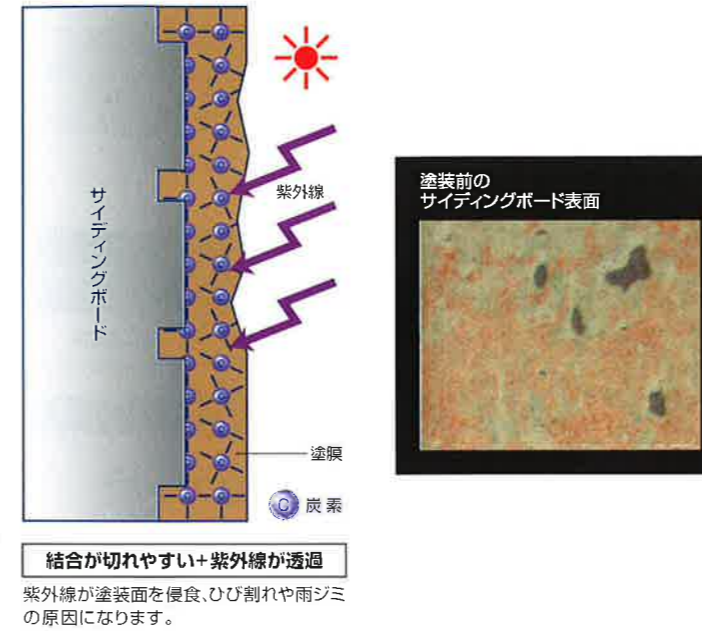 サイディングボード
紫外線
塗膜
C 炭素
結合が切れやすい+紫外線が透過
紫外線が塗装面を侵食、ひび割れや雨ジミ
の原因になります。
塗装前の
サイディングボード表面